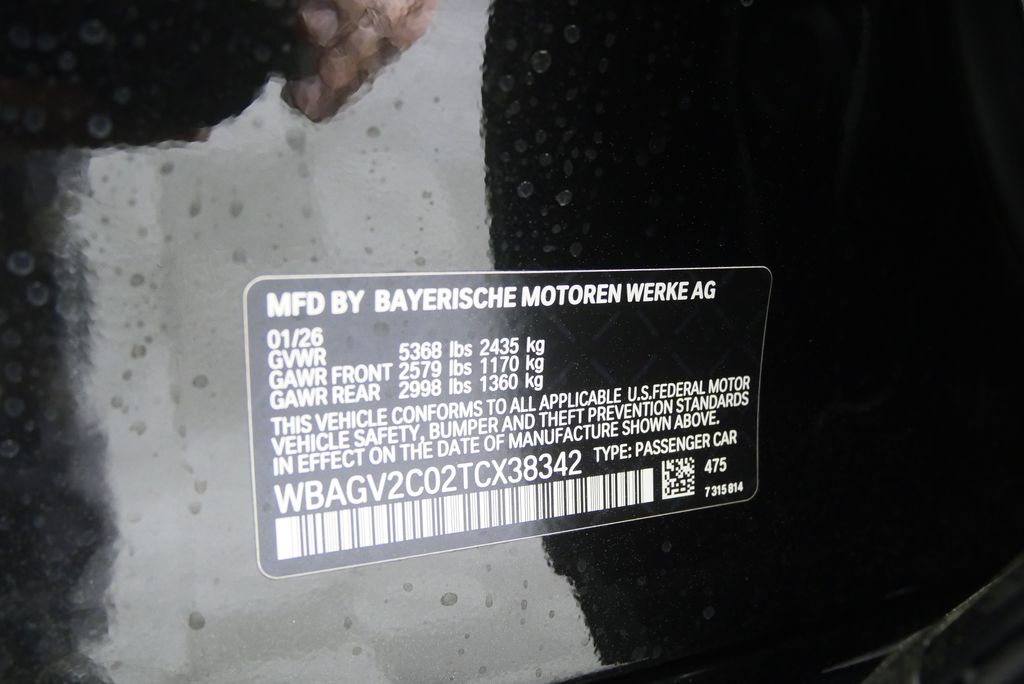 MFD BY BAYERISCHE MOTOREN WERKE AG
01/26
GVWR 5368 lbs 2435 kg
GAWR FRONT 2579 lbs 1170 kg
GAWR REAR 2998 lbs 1360 kg
THIS VEHICLE CONFORMS TO ALL APPLICABLE U.S.FEDERAL MOTOR
VEHICLE SAFETY, BUMPER AND THEFT PREVENTION STANDARDS
IN EFFECT ON THE DATE OF MANUFACTURE SHOWN ABOVE.
WBAGV2C02TCX38342 TYPE: PASSENGER CAR
475
7 315 814